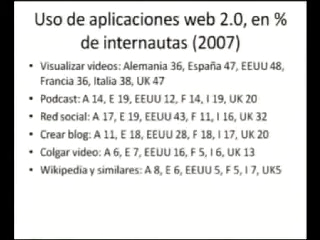 Uso de aplicaciones web 2.0, en %
de internautas (2007)
• Visualizar videos: Alemania 36, España 47, EEUU 48,
Francia 36, Italia 38, UK 47
• Podcast: A 14, E 19, EEUU 12, F 14, I 19, UK 20
• Red social: A 17, E 19, EEUU 43, F 11, I 16, UK 32
• Crear blog: A 11, E 18, EEUU 28, F 18, I 17, UK 20
• Colgar video: A 6, E 7, EEUU 16, F 5, I 6, UK 13
• Wikipedia y similares: A 8, E 6, EEUU 5, F 5, I 7, UK5